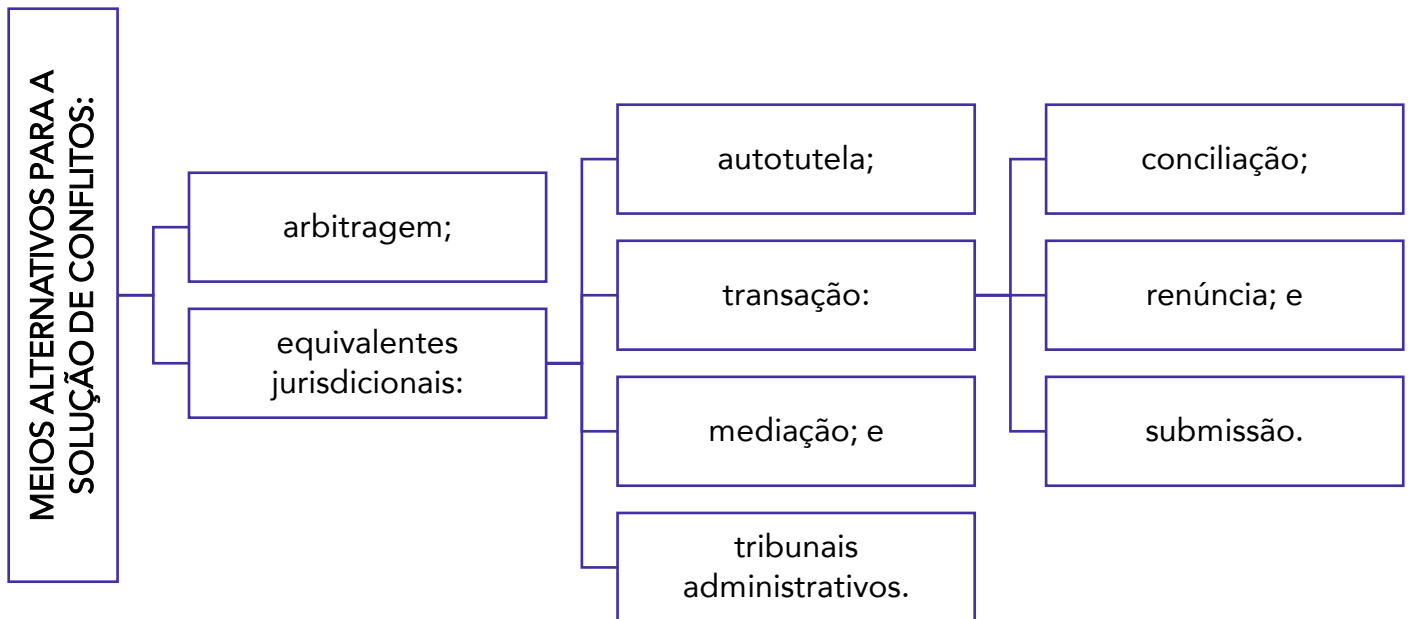 MEIOS ALTERNATIVOS PARA A
SOLUÇÃO DE CONFLITOS:
arbitragem;
equivalentes
jurisdicionais:
autotutela;
transação:
mediação; e
tribunais
administrativos.
conciliação;
renúncia; e
submissão.